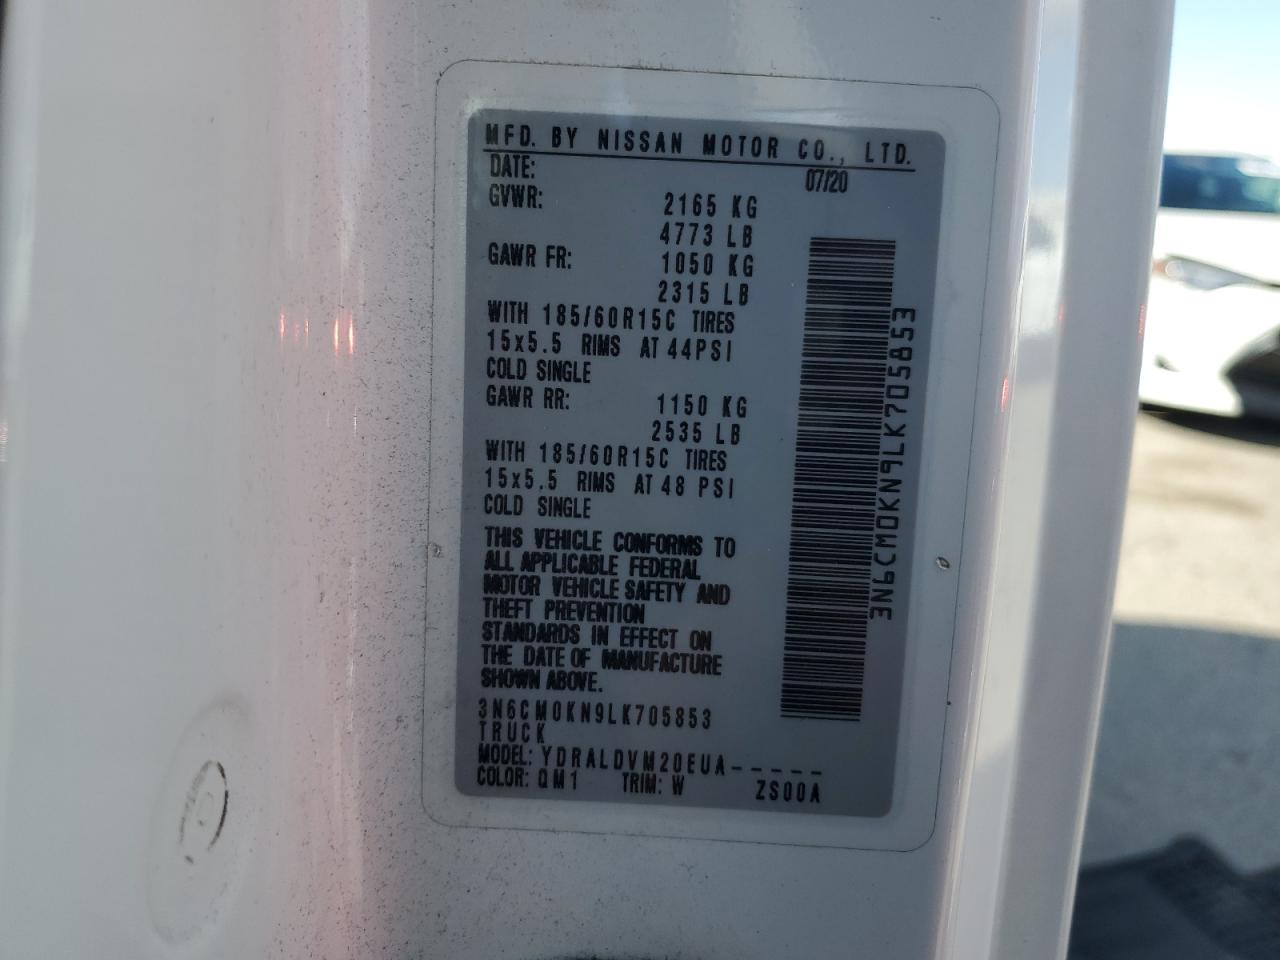 MFD. BY NISSAN MOTOR CO., LTD.
DATE: 07/20
GVWR: 2165 KG
4773 LB
GAWR FR: 1050 KG
2315 LB
WITH 185/60R15C TIRES
15x5.5 RIMS AT 44PSI
COLD SINGLE
GAWR RR: 1150 KG
2535 LB
WITH 185/60R15C TIRES
15x5.5 RIMS AT 48 PSI
COLD SINGLE
THIS VEHICLE CONFORMS TO
ALL APPLICABLE FEDERAL
MOTOR VEHICLE SAFETY AND
THEFT PREVENTION
STANDARDS IN EFFECT ON
THE DATE OF MANUFACTURE
SHOWN ABOVE.
3N6CM0KN9LK705853
TRUCK
MODEL: YDRALDVM20EUA-----
COLOR: QM1 TRIM: W ZS00A
3N6CM0KN9LK705853